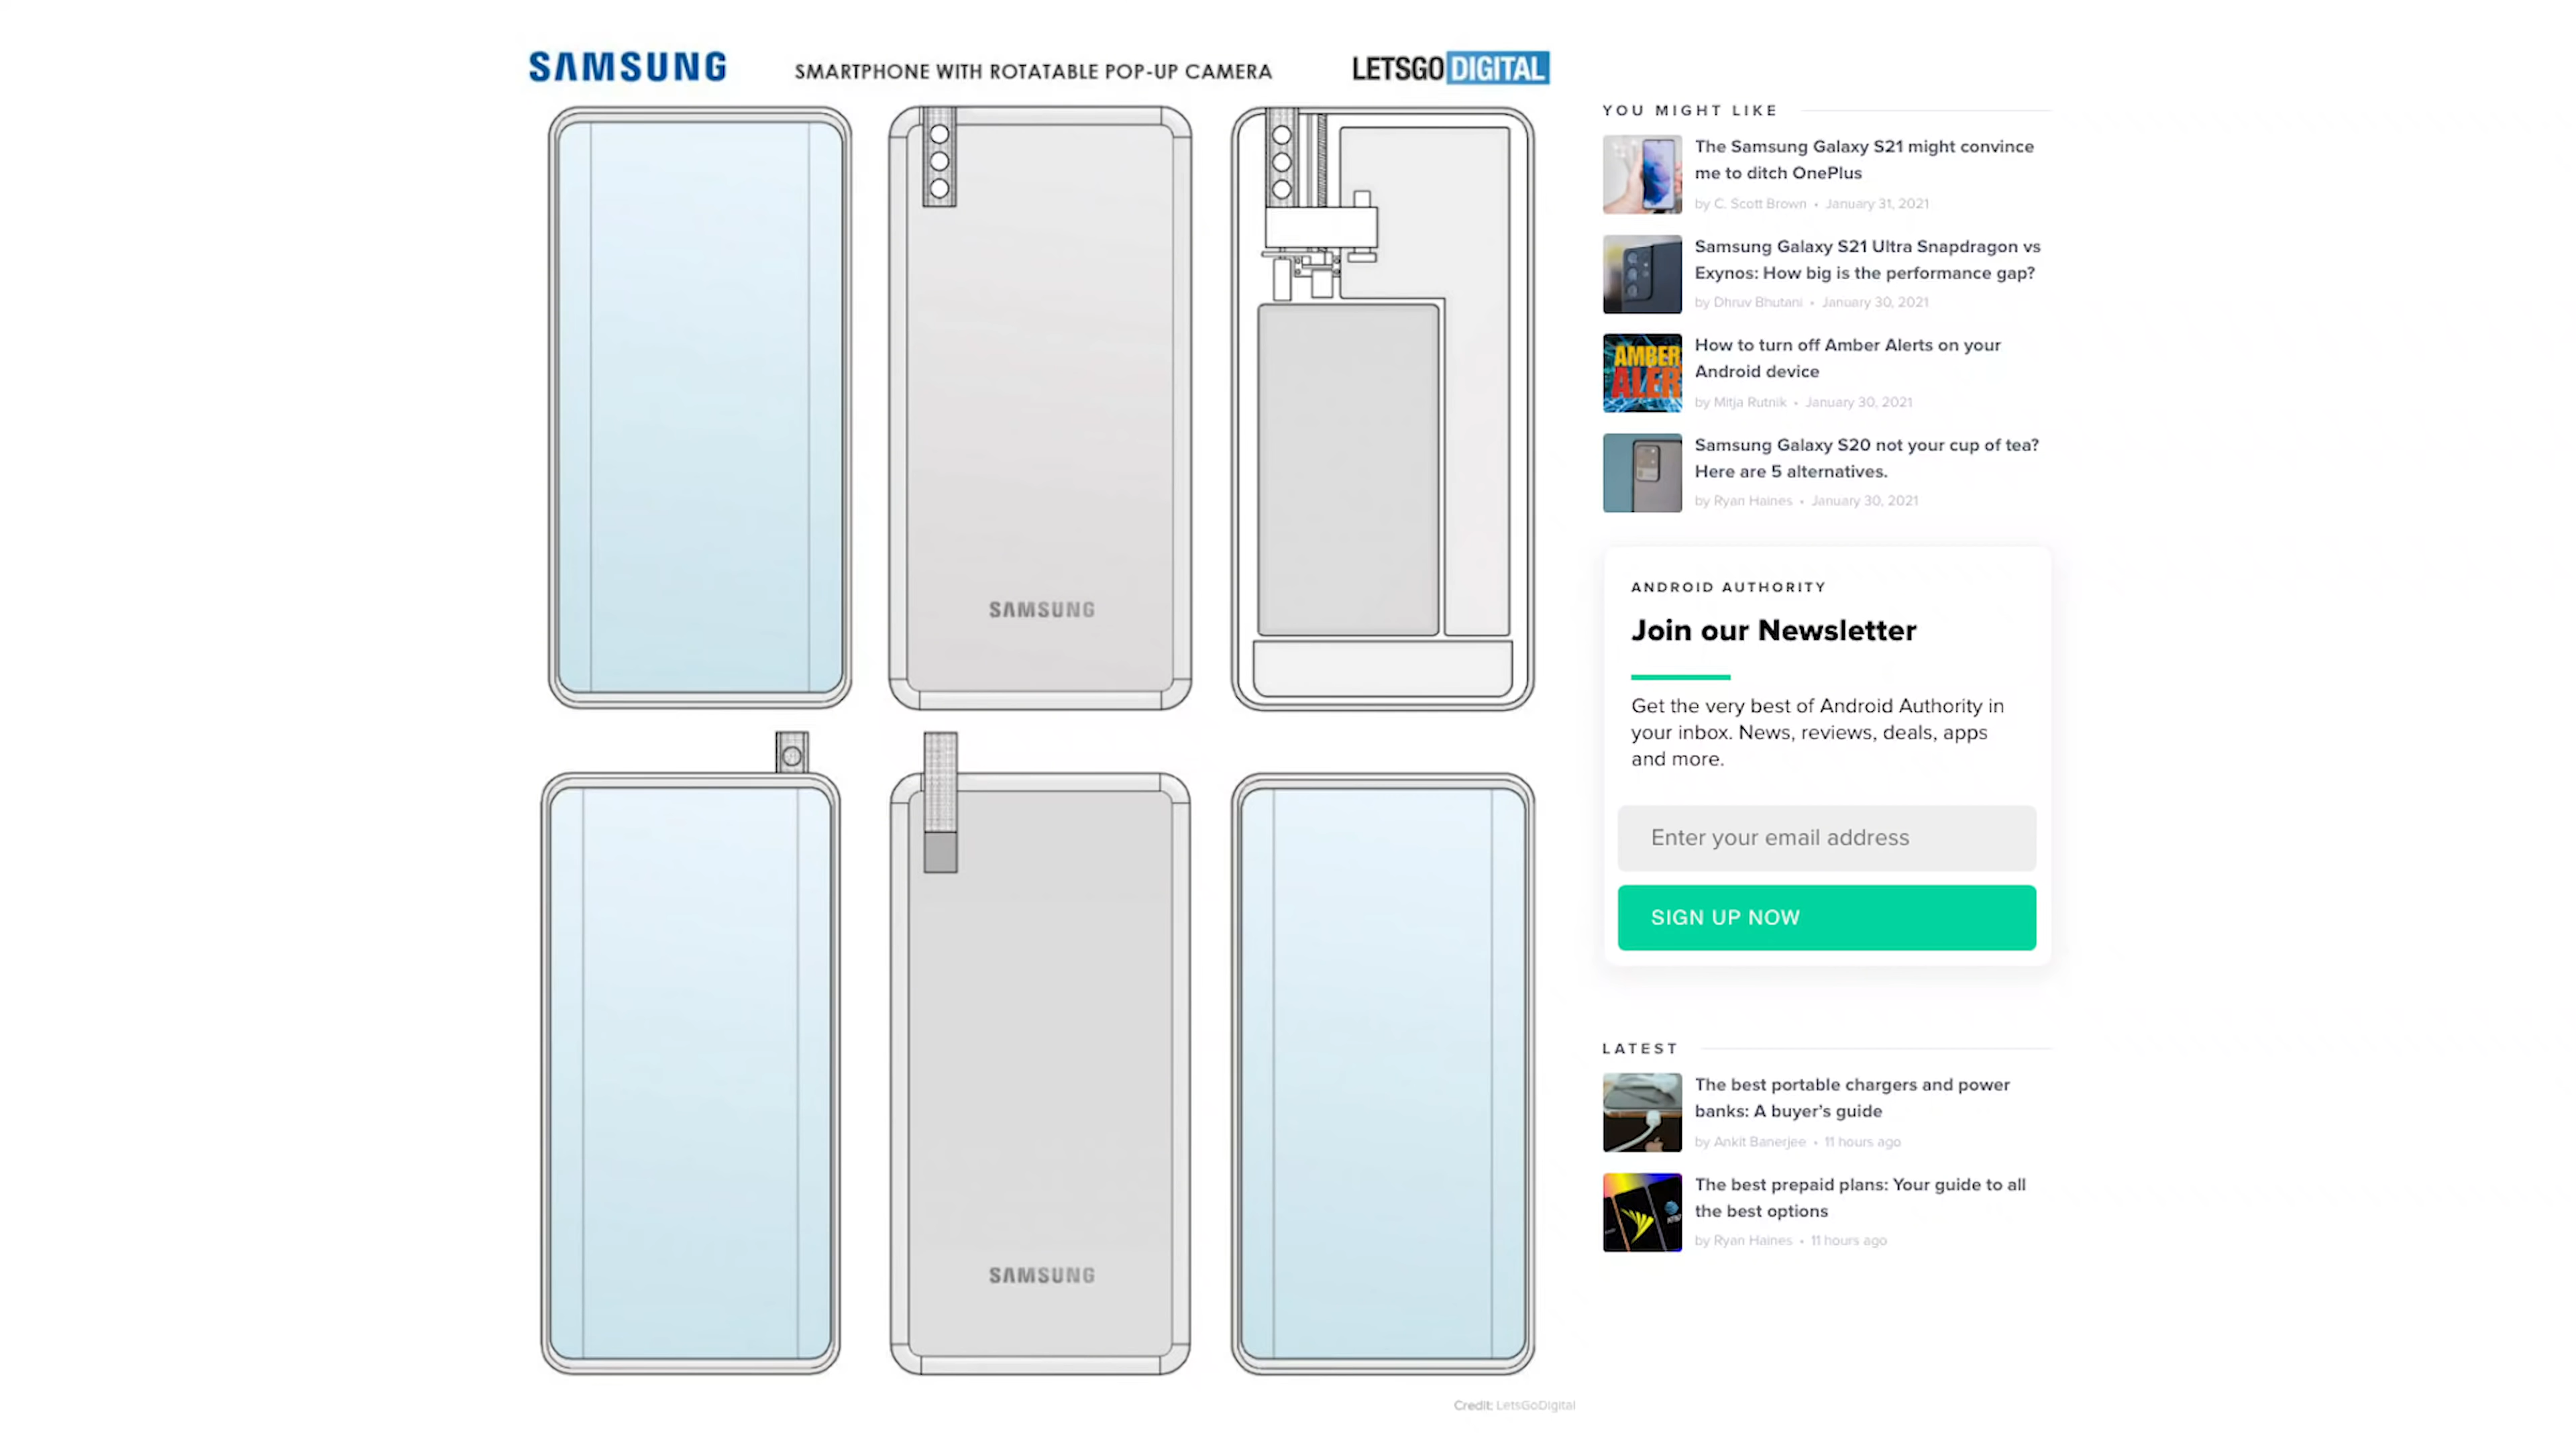 SAMSUNG
SMARTPHONE WITH ROTATABLE POP-UP CAMERA
LETSGODIGITAL
SAMSUNG
SAMSUNG
Credit: LetsGoDigital
YOU MIGHT LIKE
The Samsung Galaxy S21 might convince
me to ditch OnePlus
by C. Scott Brown • January 31, 2021
Samsung Galaxy S21 Ultra Snapdragon vs
Exynos: How big is the performance gap?
by Dhruv Bhutani • January 30, 2021
AMBER
ALER
How to turn off Amber Alerts on your
Android device
by Mitja Rutnik • January 30, 2021
Samsung Galaxy S20 not your cup of tea?
Here are 5 alternatives.
by Ryan Haines • January 30, 2021
ANDROID AUTHORITY
Join our Newsletter
Get the very best of Android Authority in
your inbox. News, reviews, deals, apps
and more.
Enter your email address
SIGN UP NOW
LATEST
The best portable chargers and power
banks: A buyer's guide
by Ankit Banerjee • 11 hours ago
The best prepaid plans: Your guide to all
the best options
by Ryan Haines • 11 hours ago